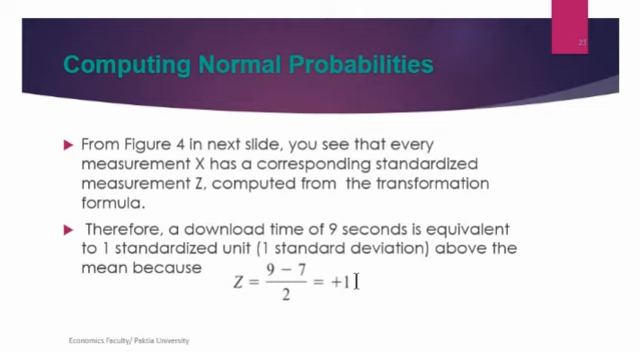 23
Computing Normal Probabilities
From Figure 4 in next slide, you see that every
measurement X has a corresponding standardized
measurement Z, computed from the transformation
formula.
Therefore, a download time of 9 seconds is equivalent
to 1 standardized unit (1 standard deviation) above the
mean because
Z = (9 − 7) / 2 = +1
Economics Faculty/ Paktia University